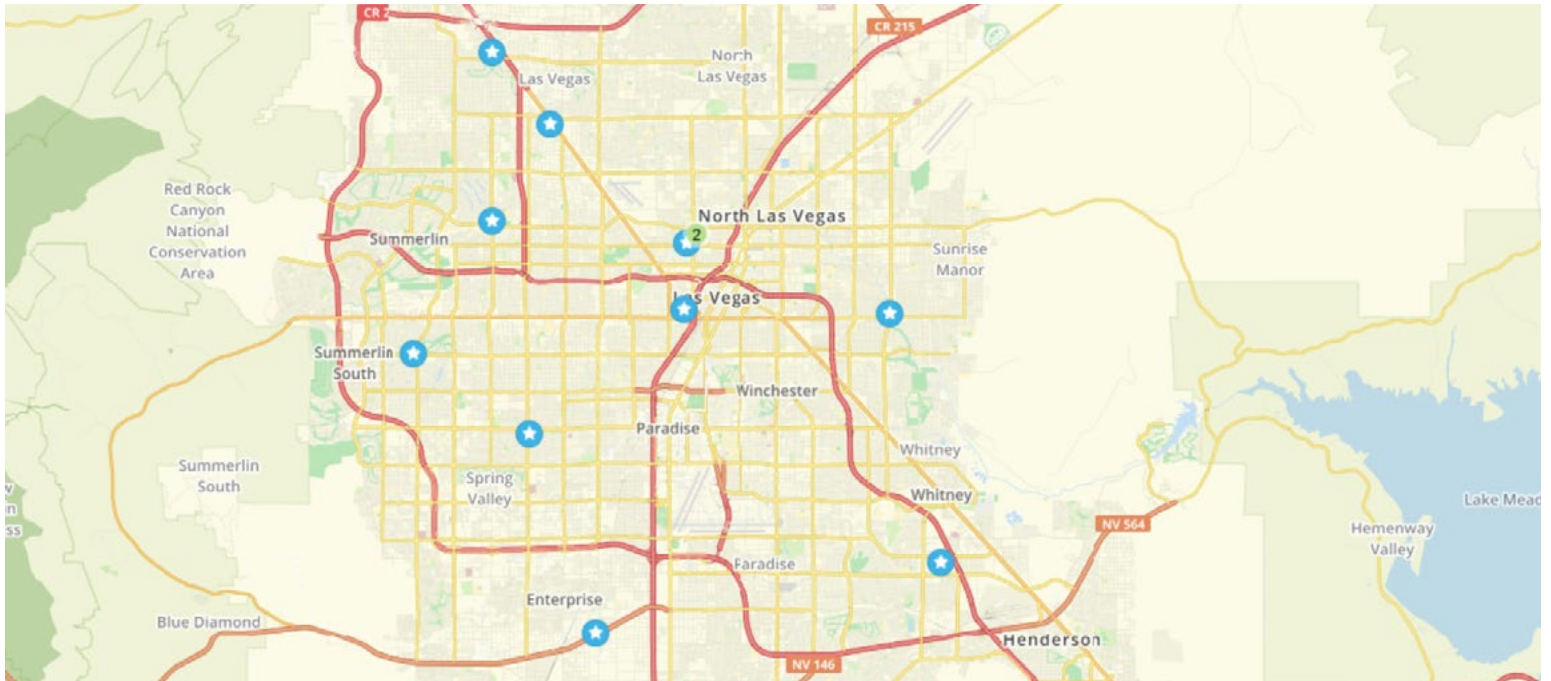 CR 2
CR 215
North
Las Vegas
Las Vegas
Red Rock
Canyon
National
Conservation
Area
North Las Vegas
2
Summerlin
Sunrise
Manor
Las Vegas
Summerlin
South
Winchester
Paradise
Whitney
Summerlin
South
Spring
Valley
Whitney
Lake Mead
NV 564
Hemenway
Valley
Paradise
Enterprise
Blue Diamond
Henderson
NV 146